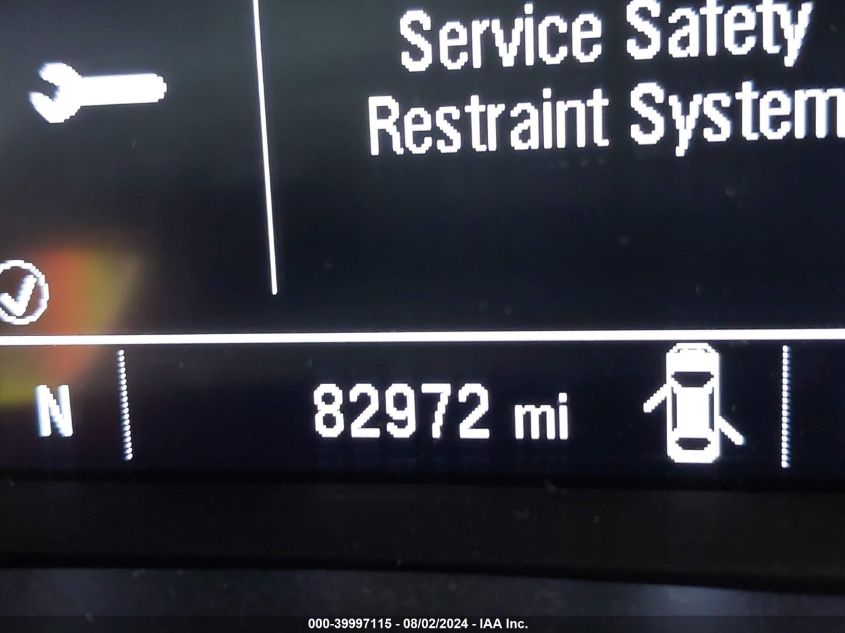 Service Safety
Restraint System
N
82972 mi
000-39997115 - 08/02/2024 - IAA Inc.